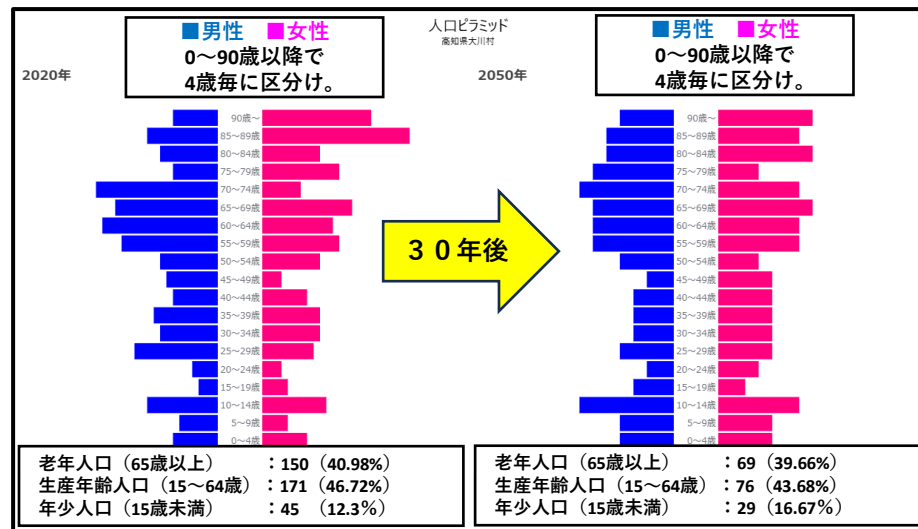 人口ピラミッド
高知県大川村
2020年
■男性 ■女性
0～90歳以降で
4歳毎に区分け。
90歳～
85～89歳
80～84歳
75～79歳
70～74歳
65～69歳
60～64歳
55～59歳
50～54歳
45～49歳
40～44歳
35～39歳
30～34歳
25～29歳
20～24歳
15～19歳
10～14歳
5～9歳
0～4歳
老年人口（65歳以上） ：150（40.98%）
生産年齢人口（15～64歳）：171（46.72%）
年少人口（15歳未満） ：45 （12.3％）
３０年後
2050年
■男性 ■女性
0～90歳以降で
4歳毎に区分け。
90歳～
85～89歳
80～84歳
75～79歳
70～74歳
65～69歳
60～64歳
55～59歳
50～54歳
45～49歳
40～44歳
35～39歳
30～34歳
25～29歳
20～24歳
15～19歳
10～14歳
5～9歳
0～4歳
老年人口（65歳以上） ：69（39.66%）
生産年齢人口（15～64歳）：76（43.68%）
年少人口（15歳未満） ：29（16.67％）